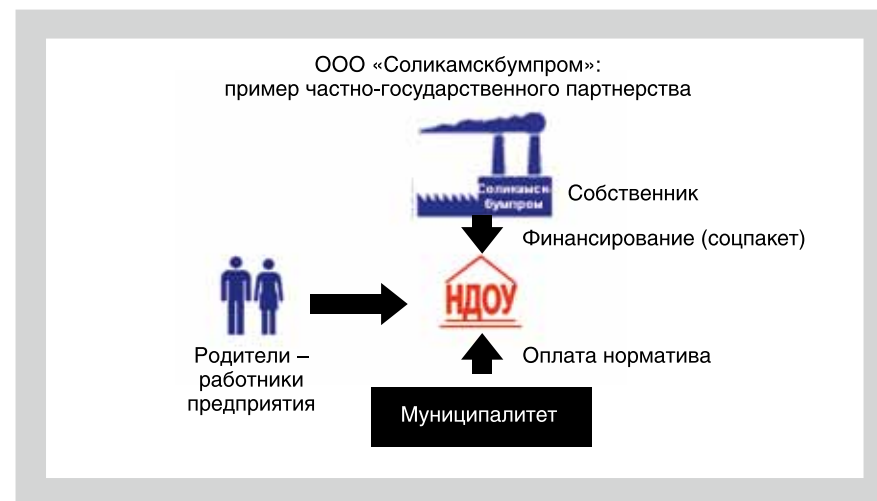 ООО «Соликамскбумпром»:
пример частно-государственного партнерства
Соликамск-
бумпром
Собственник
Финансирование (соцпакет)
НДОУ
Родители –
работники
предприятия
Оплата норматива
Муниципалитет